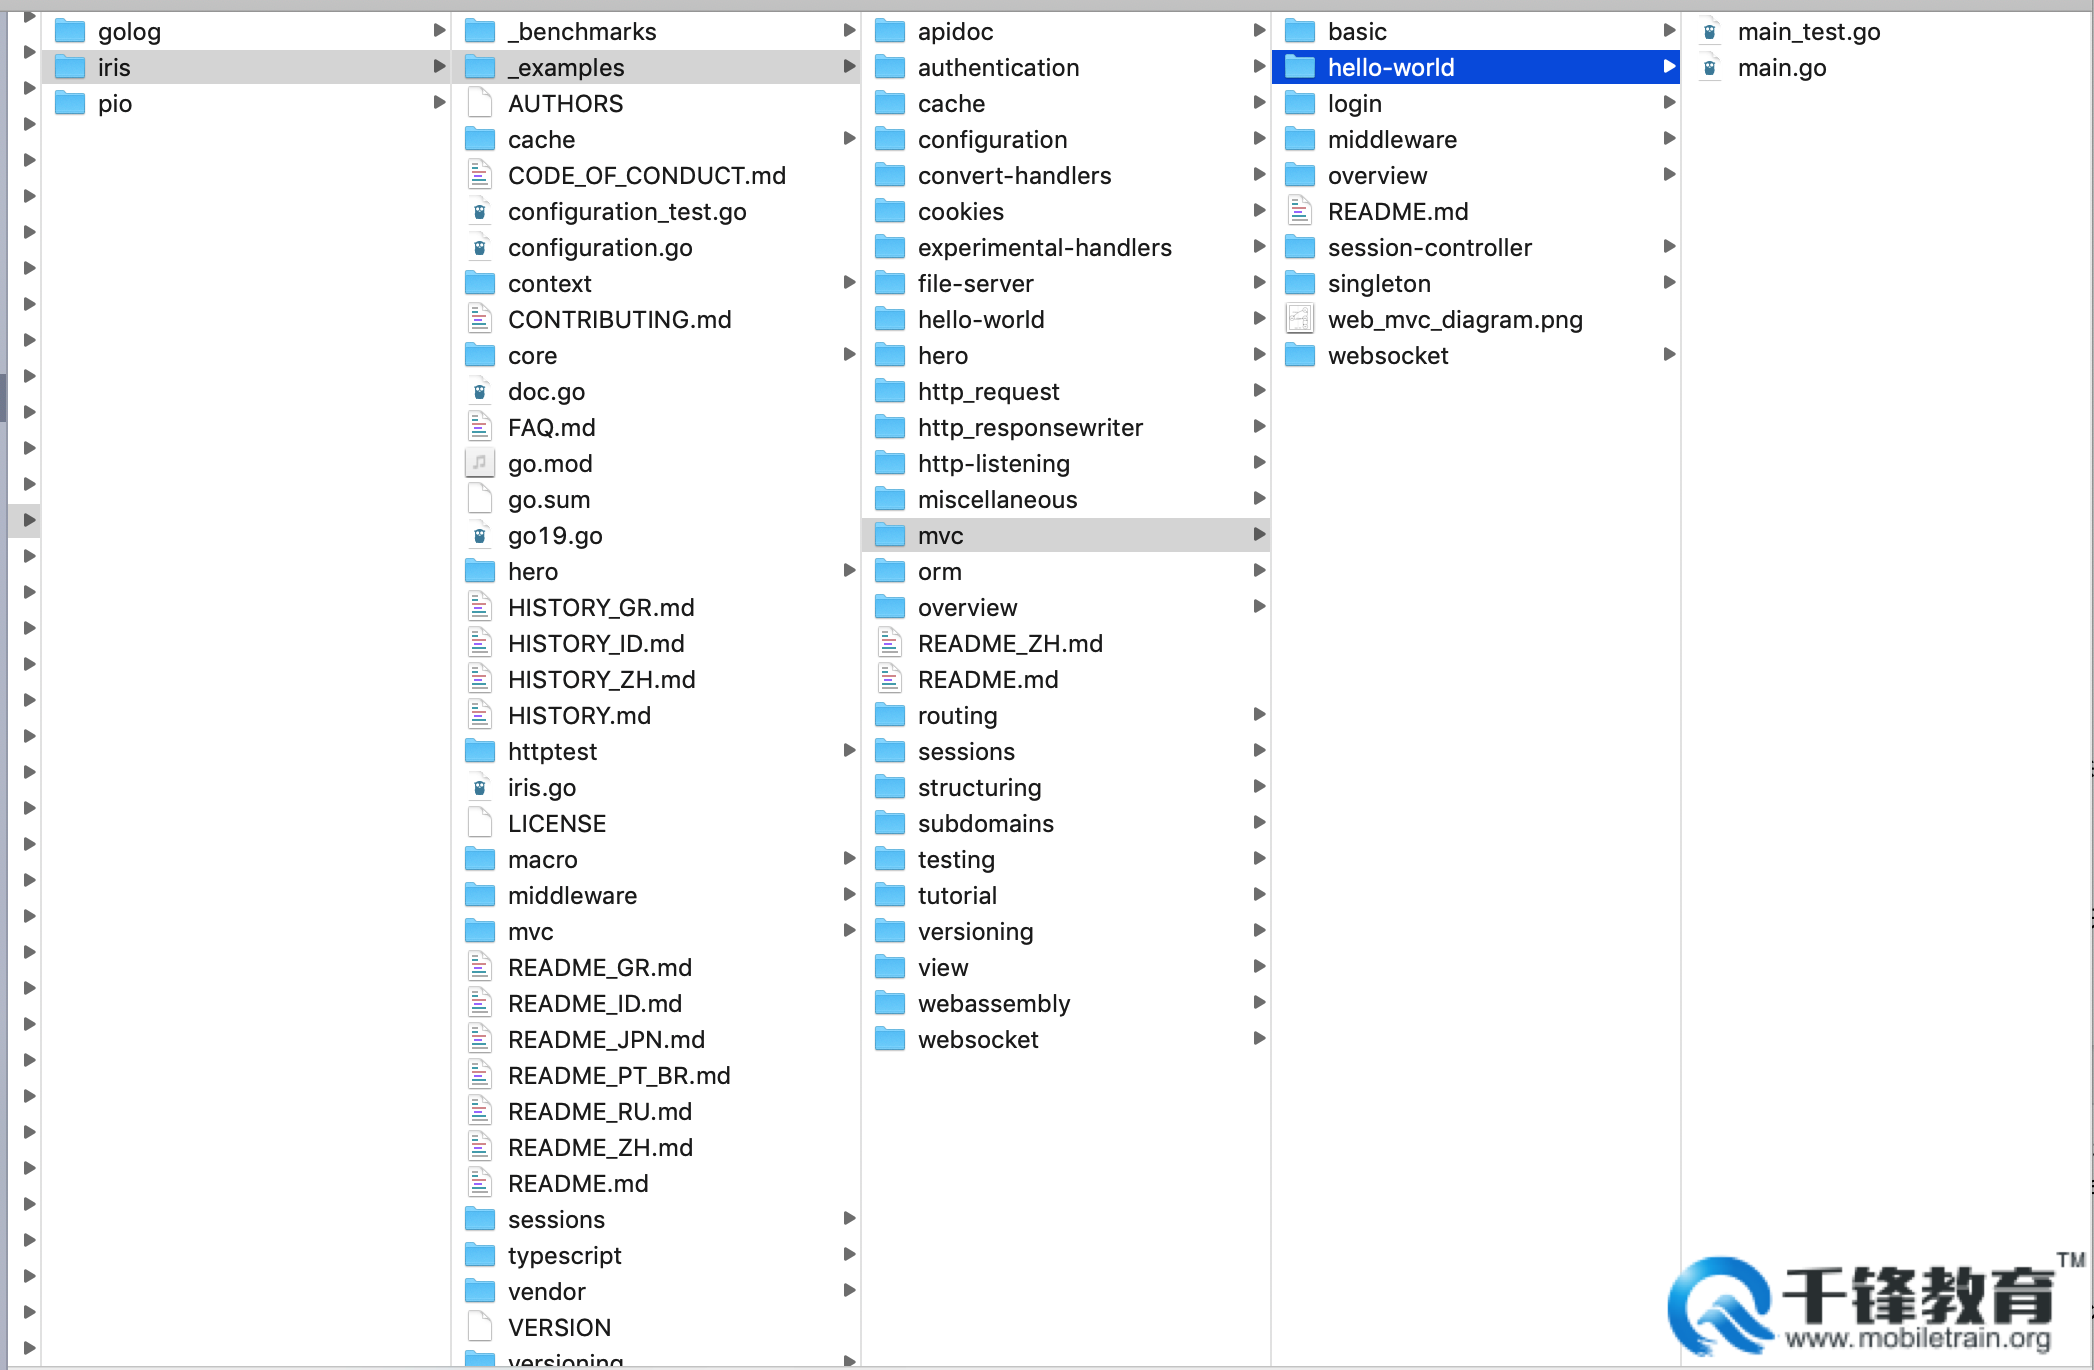 golog
iris
pio
_benchmarks
_examples
AUTHORS
cache
CODE_OF_CONDUCT.md
configuration_test.go
configuration.go
context
CONTRIBUTING.md
core
doc.go
FAQ.md
go.mod
go.sum
go19.go
hero
HISTORY_GR.md
HISTORY_ID.md
HISTORY_ZH.md
HISTORY.md
httptest
iris.go
LICENSE
macro
middleware
mvc
README_GR.md
README_ID.md
README_JPN.md
README_PT_BR.md
README_RU.md
README_ZH.md
README.md
sessions
typescript
vendor
VERSION
versioning
apidoc
authentication
cache
configuration
convert-handlers
cookies
experimental-handlers
file-server
hello-world
hero
http_request
http_responsewriter
http-listening
miscellaneous
mvc
orm
overview
README_ZH.md
README.md
routing
sessions
structuring
subdomains
testing
tutorial
versioning
view
webassembly
websocket
basic
hello-world
login
middleware
overview
README.md
session-controller
singleton
web_mvc_diagram.png
websocket
main_test.go
main.go
千锋教育™
www.mobiletrain.org